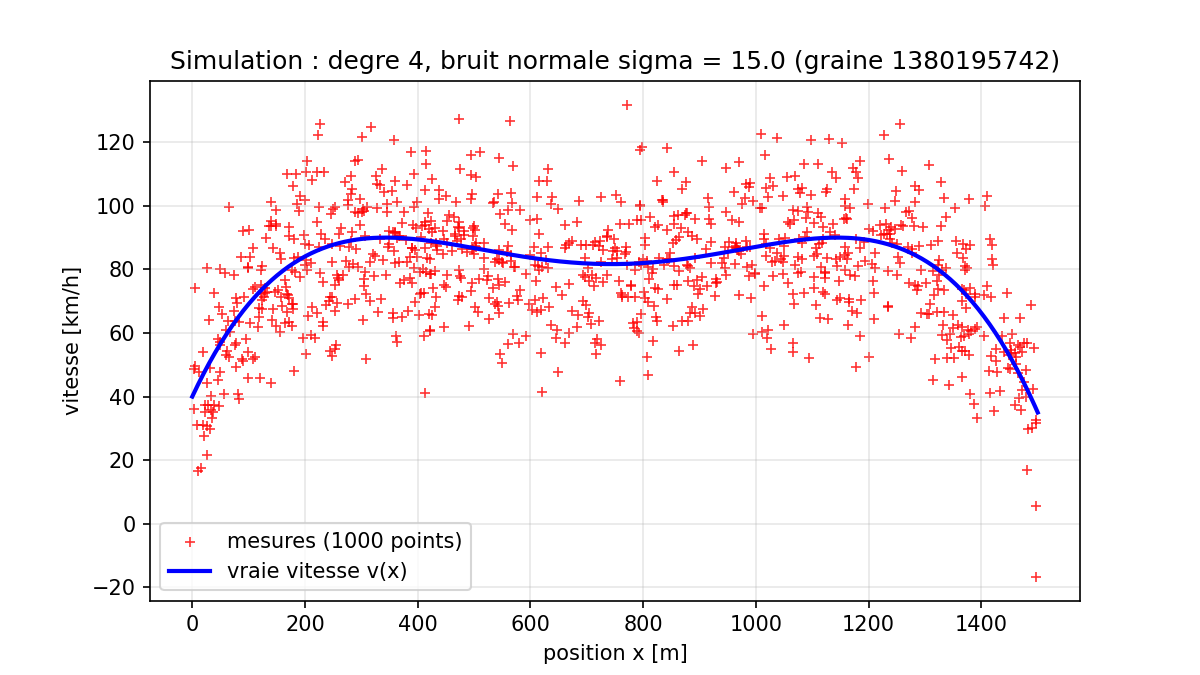 Simulation : degre 4, bruit normale sigma = 15.0 (graine 1380195742)
vitesse [km/h]
120
100
80
60
40
20
0
−20
mesures (1000 points)
vraie vitesse v(x)
0 200 400 600 800 1000 1200 1400
position x [m]